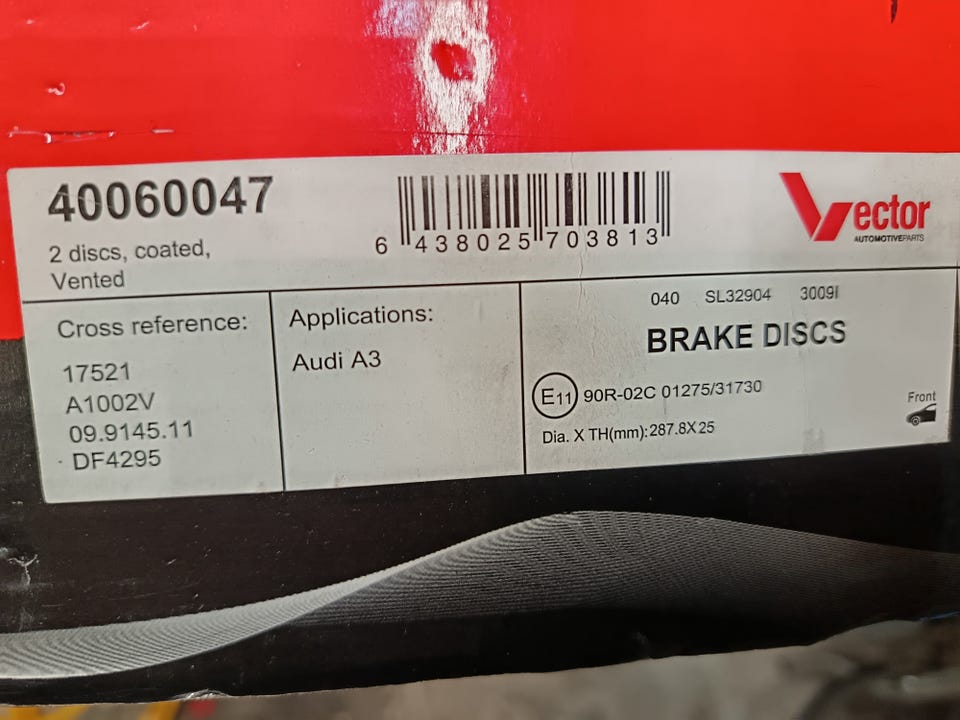 40060047
2 discs, coated,
Vented
6 438025 703813
Vector
AUTOMOTIVEPARTS
Cross reference:
17521
A1002V
09.9145.11
DF4295
Applications:
Audi A3
040 SL32904 3009I
BRAKE DISCS
E11 90R-02C 01275/31730
Dia. X TH(mm):287.8X25
Front